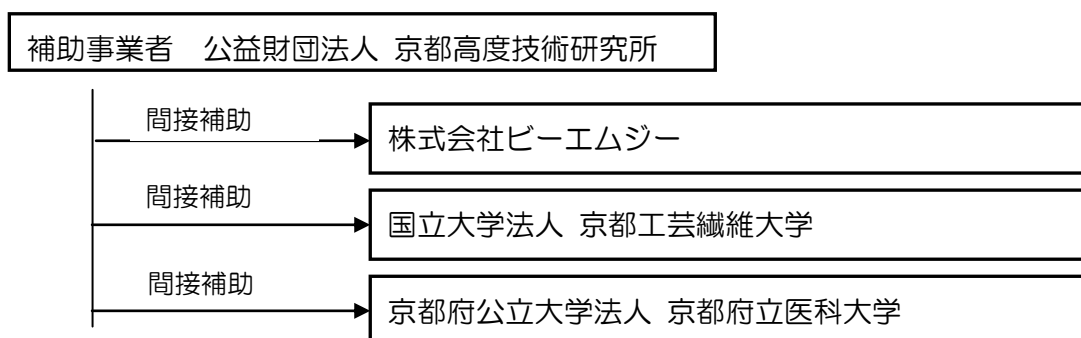 補助事業者　公益財団法人 京都高度技術研究所
間接補助
株式会社ビーエムジー
間接補助
国立大学法人 京都工芸繊維大学
間接補助
京都府公立大学法人 京都府立医科大学